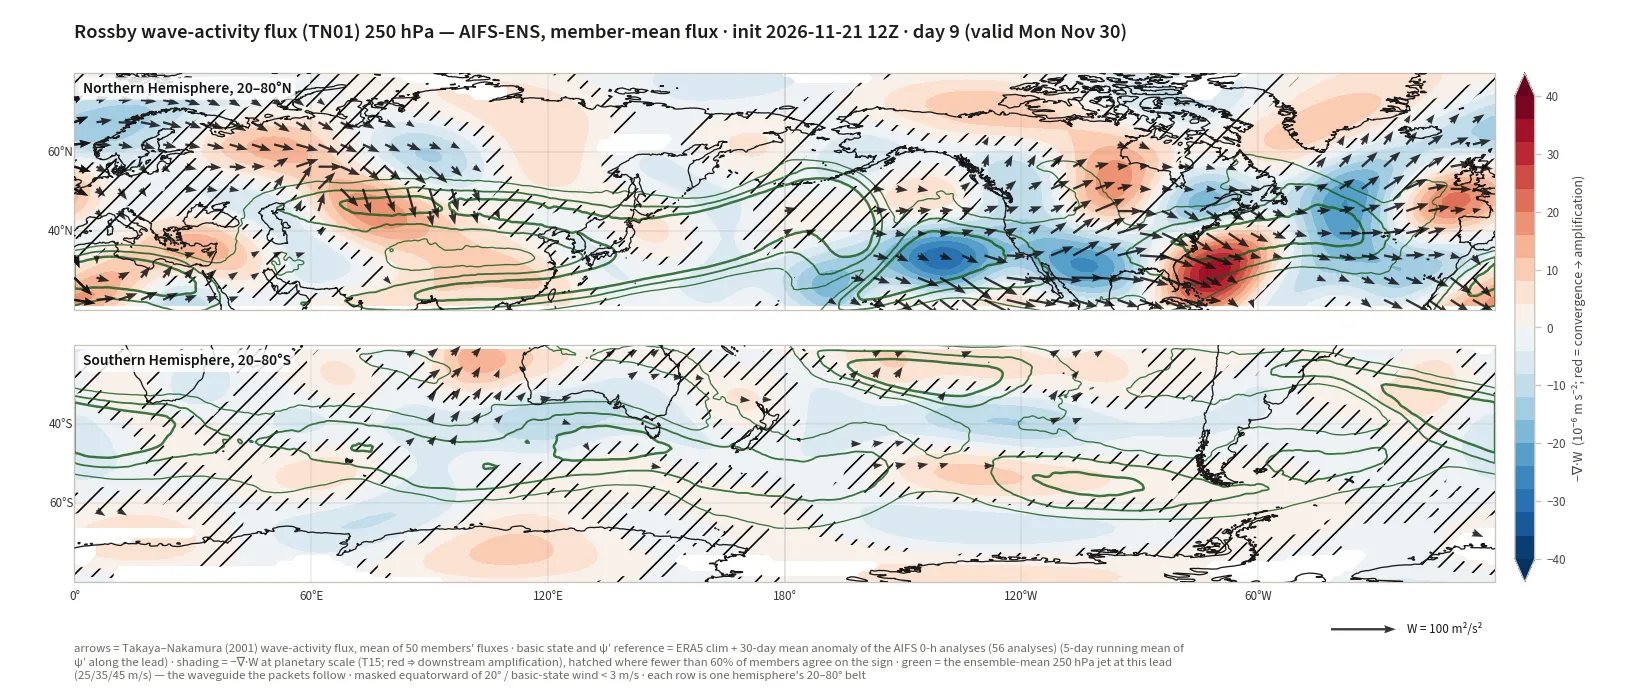 Rossby wave-activity flux (TN01) 250 hPa — AIFS-ENS, member-mean flux · init 2026-11-21 12Z · day 9 (valid Mon Nov 30)
Northern Hemisphere, 20–80°N
60°N
40°N
Southern Hemisphere, 20–80°S
40°S
60°S
0°
60°E
120°E
180°
120°W
60°W
40
30
20
10
0
−10
−20
−30
−40
−∇·W (10⁻⁶ m s⁻²; red = convergence → amplification)
W = 100 m²/s²
arrows = Takaya–Nakamura (2001) wave-activity flux, mean of 50 members' fluxes · basic state and ψ' reference = ERA5 clim + 30-day mean anomaly of the AIFS 0-h analyses (56 analyses) (5-day running mean of
ψ' along the lead) · shading = −∇·W at planetary scale (T15; red ⇒ downstream amplification), hatched where fewer than 60% of members agree on the sign · green = the ensemble-mean 250 hPa jet at this lead
(25/35/45 m/s) — the waveguide the packets follow · masked equatorward of 20° / basic-state wind < 3 m/s · each row is one hemisphere's 20–80° belt